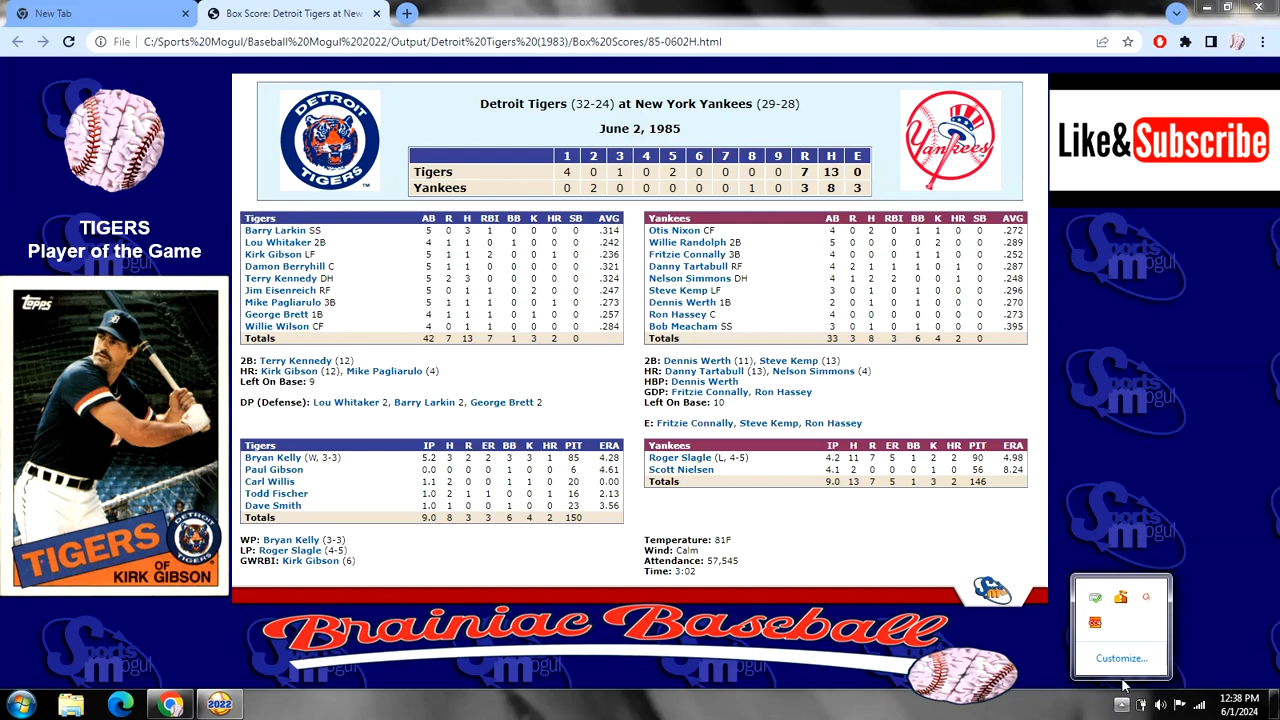 New Tab
Box Score: Detroit Tigers at New
File C:/Sports%20Mogul/Baseball%20Mogul%202022/Output/Detroit%20Tigers%20(1983)/Box%20Scores/85-0602H.html
Detroit Tigers (32-24) at New York Yankees (29-28)
June 2, 1985
DETROIT
TIGERS
Yankees
1 2 3 4 5 6 7 8 9 R H E
Tigers 4 0 1 0 2 0 0 0 0 7 13 0
Yankees 0 2 0 0 0 0 0 1 0 3 8 3
Like& Subscribe
TIGERS
Player of the Game
Tigers AB R H RBI BB K HR SB AVG
Barry Larkin SS 5 0 3 1 0 0 0 0 .314
Lou Whitaker 2B 4 1 1 0 1 0 0 0 .242
Kirk Gibson LF 5 1 1 2 0 0 1 0 .236
Damon Berryhill C 5 1 1 0 0 0 0 0 .321
Terry Kennedy DH 5 2 3 0 0 0 0 0 .324
Jim Eisenreich RF 5 0 1 1 0 2 0 0 .247
Mike Pagliarulo 3B 4 1 1 1 0 0 1 0 .273
George Brett 1B 4 1 1 1 0 1 0 0 .257
Willie Wilson CF 4 0 1 1 0 0 0 0 .284
Totals 42 7 13 7 1 3 2 0
2B: Terry Kennedy (12)
HR: Kirk Gibson (12), Mike Pagliarulo (4)
Left On Base: 9
DP (Defense): Lou Whitaker 2, Barry Larkin 2, George Brett 2
Yankees AB R H RBI BB K HR SB AVG
Otis Nixon CF 4 0 2 0 1 1 0 0 .272
Willie Randolph 2B 5 0 0 0 0 2 0 0 .289
Fritzie Connally 3B 4 0 0 0 1 0 0 0 .252
Danny Tartabull RF 4 2 1 1 1 0 1 0 .287
Nelson Simmons DH 4 1 2 2 0 0 1 0 .248
Steve Kemp LF 3 0 1 0 1 1 0 0 .296
Dennis Werth 1B 2 0 1 0 1 0 0 0 .270
Ron Hassey C 4 0 0 0 0 0 0 0 .273
Bob Meacham SS 3 0 1 0 1 0 0 0 .395
Totals 33 3 8 3 6 4 2 0
2B: Dennis Werth (11), Steve Kemp (13)
HR: Danny Tartabull (13), Nelson Simmons (4)
HBP: Dennis Werth
GDP: Fritzie Connally, Ron Hassey
Left On Base: 10
E: Fritzie Connally, Steve Kemp, Ron Hassey
Tigers IP H R ER BB K HR PIT ERA
Bryan Kelly (W, 3-3) 5.2 3 2 2 3 3 1 85 4.28
Paul Gibson 0.0 0 0 0 1 0 0 6 4.61
Carl Willis 1.1 2 0 0 1 1 0 20 0.00
Todd Fischer 1.0 2 1 1 0 0 1 16 2.13
Dave Smith 1.0 1 0 0 1 0 0 23 3.56
Totals 9.0 8 3 3 6 4 2 150
WP: Bryan Kelly (3-3)
LP: Roger Slagle (4-5)
GWRBI: Kirk Gibson (6)
Yankees IP H R ER BB K HR PIT ERA
Roger Slagle (L, 4-5) 4.2 11 7 5 1 2 2 90 4.98
Scott Nielsen 4.1 2 0 0 0 1 0 56 8.24
Totals 9.0 13 7 5 1 3 2 146
Temperature: 81F
Wind: Calm
Attendance: 57,545
Time: 3:02
Topps
TIGERS
OF
KIRK GIBSON
DETROIT
TIGERS
Sports Mogul
Brainiac Baseball
Customize...
2022
12:38 PM
6/1/2024